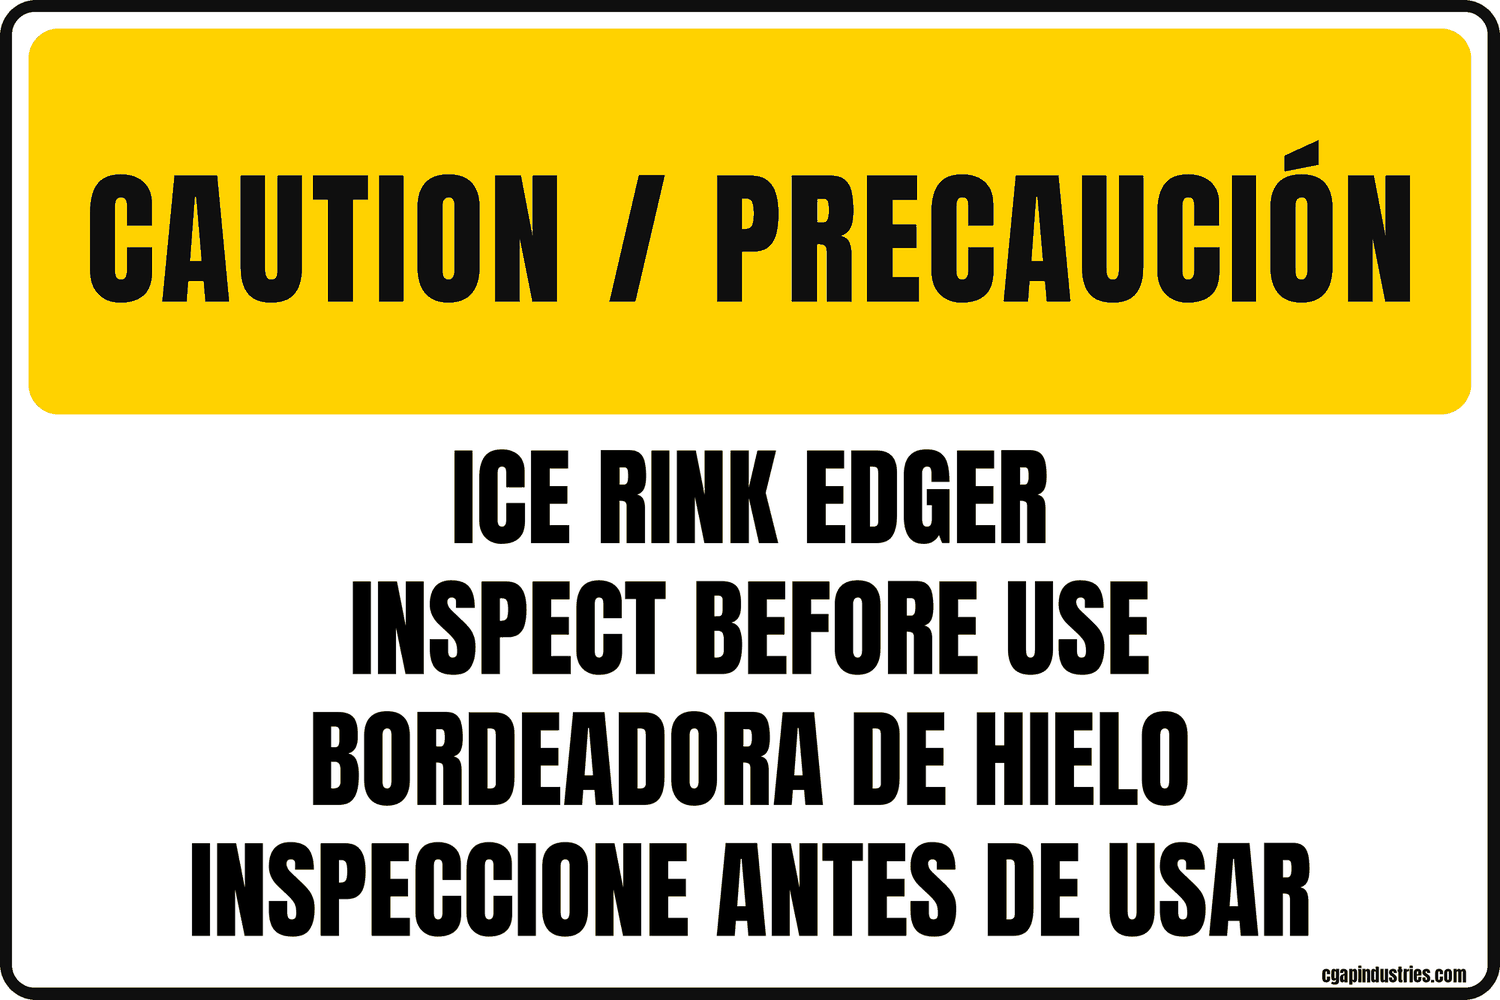 CAUTION / PRECAUCIÓN
ICE RINK EDGER
INSPECT BEFORE USE
BORDEADORA DE HIELO
INSPECCIONE ANTES DE USAR
cgapindustries.com